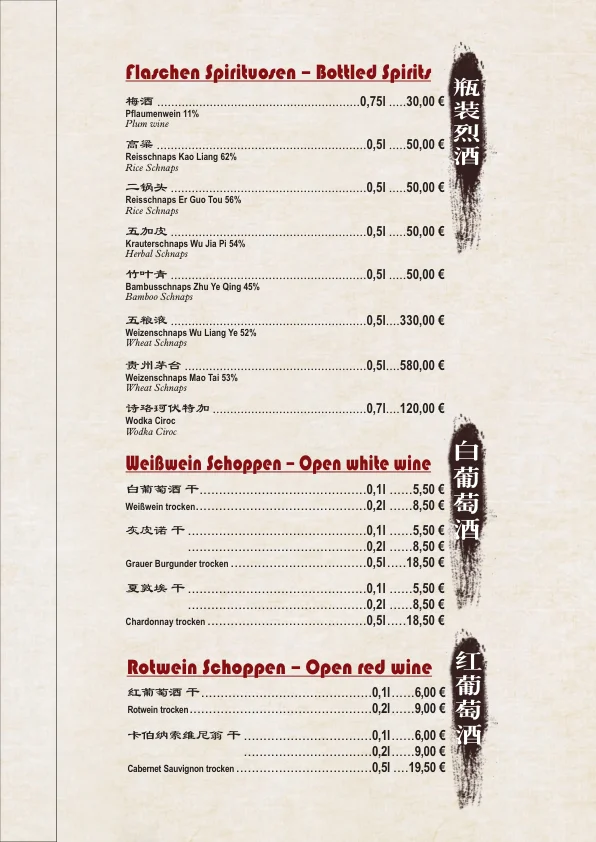 Flaschen Spirituosen – Bottled Spirits
瓶装烈酒
梅酒 ..........................................................0,75l .....30,00 €
Pflaumenwein 11%
Plum wine
高粱 ............................................................0,5l .....50,00 €
Reisschnaps Kao Liang 62%
Rice Schnaps
二锅头 ........................................................0,5l .....50,00 €
Reisschnaps Er Guo Tou 56%
Rice Schnaps
五加皮 ........................................................0,5l .....50,00 €
Krauterschnaps Wu Jia Pi 54%
Herbal Schnaps
竹叶青 ........................................................0,5l .....50,00 €
Bambusschnaps Zhu Ye Qing 45%
Bamboo Schnaps
五粮液 ........................................................0,5l....330,00 €
Weizenschnaps Wu Liang Ye 52%
Wheat Schnaps
贵州茅台 ....................................................0,5l....580,00 €
Weizenschnaps Mao Tai 53%
Wheat Schnaps
诗珞珂伏特加 ............................................0,7l....120,00 €
Wodka Ciroc
Wodka Ciroc
Weißwein Schoppen – Open white wine
白葡萄酒
白葡萄酒 干................................................0,1l ......5,50 €
Weißwein trocken.................................................0,2l ......8,50 €
灰皮诺 干 ...................................................0,1l ......5,50 €
...................................................0,2l ......8,50 €
Grauer Burgunder trocken ........................................0,5l .....18,50 €
夏敦埃 干 ...................................................0,1l ......5,50 €
...................................................0,2l ......8,50 €
Chardonnay trocken ..............................................0,5l.....18,50 €
Rotwein Schoppen – Open red wine
红葡萄酒
红葡萄酒 干................................................0,1l......6,00 €
Rotwein trocken....................................................0,2l......9,00 €
卡伯纳索维尼翁 干 ....................................0,1l......6,00 €
....................................0,2l......9,00 €
Cabernet Sauvignon trocken .......................................0,5l ....19,50 €